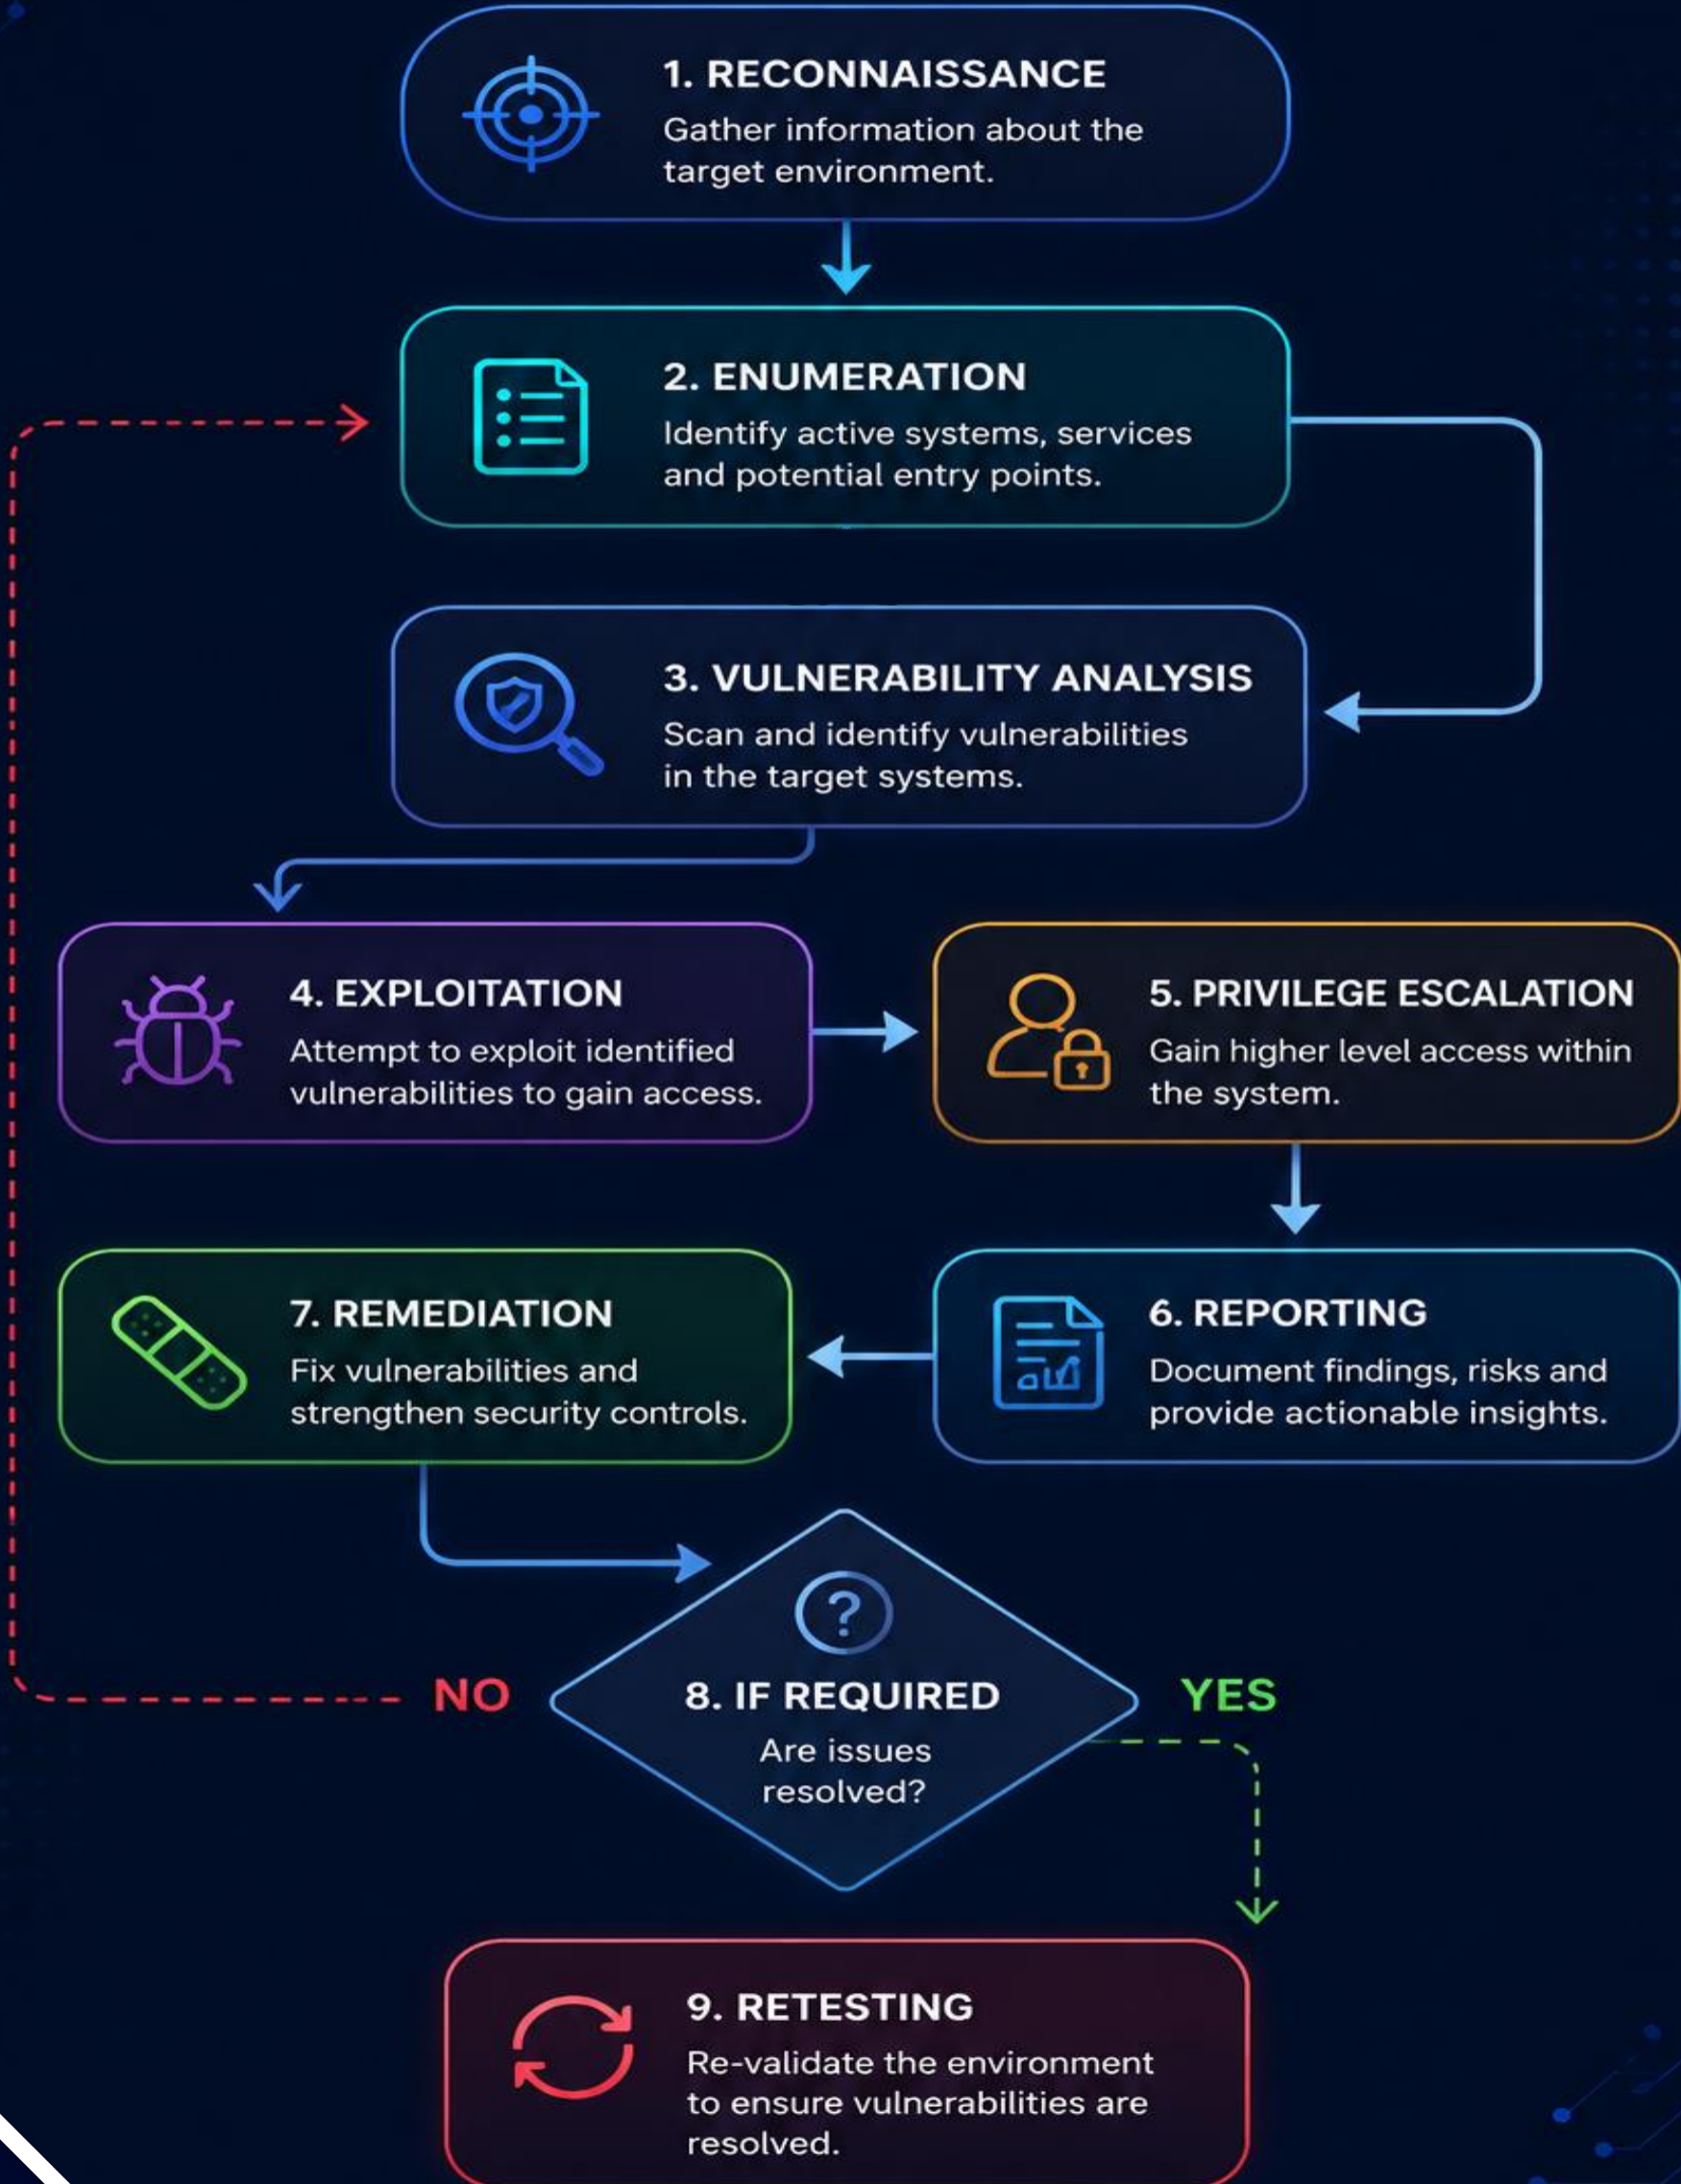 1. RECONNAISSANCE
Gather information about the
target environment.
2. ENUMERATION
Identify active systems, services
and potential entry points.
3. VULNERABILITY ANALYSIS
Scan and identify vulnerabilities
in the target systems.
4. EXPLOITATION
Attempt to exploit identified
vulnerabilities to gain access.
5. PRIVILEGE ESCALATION
Gain higher level access within
the system.
6. REPORTING
Document findings, risks and
provide actionable insights.
7. REMEDIATION
Fix vulnerabilities and
strengthen security controls.
?
8. IF REQUIRED
Are issues
resolved?
NO
YES
9. RETESTING
Re-validate the environment
to ensure vulnerabilities are
resolved.